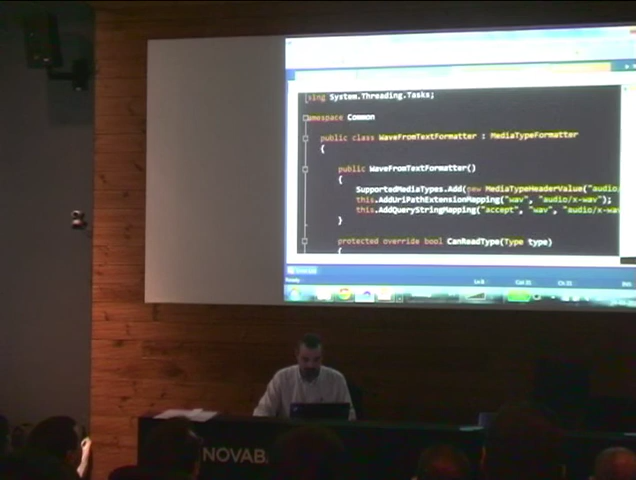 sing System.Threading.Tasks;
amespace Common
public class WaveFromTextFormatter : MediaTypeFormatter
{
public WaveFromTextFormatter()
{
SupportedMediaTypes.Add(new MediaTypeHeaderValue("audio
this.AddUriPathExtensionMapping("wav", "audio/x-wav");
this.AddQueryStringMapping("accept", "wav", "audio/x-wa
}
protected override bool CanReadType(Type type)
{
NOVAB